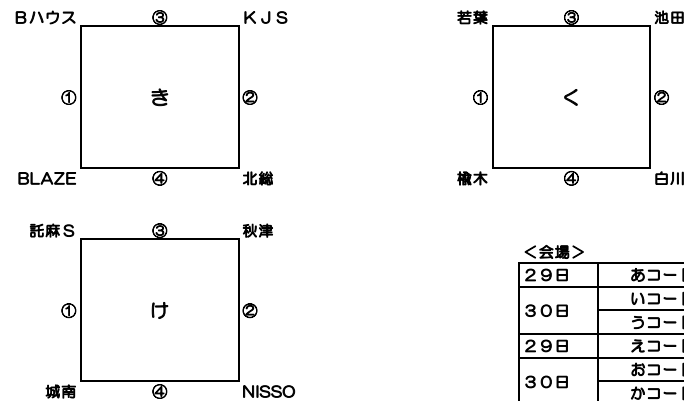 Bハウス ③ KJS
① き ②
BLAZE ④ 北総
若葉 ③ 池田
① く ②
楡木 ④ 白川
託麻S ③ 秋津
① け ②
城南 ④ NISSO
<会場>
29日 あコー
30日 いコー
うコー
29日 えコー
30日 おコー
かコー